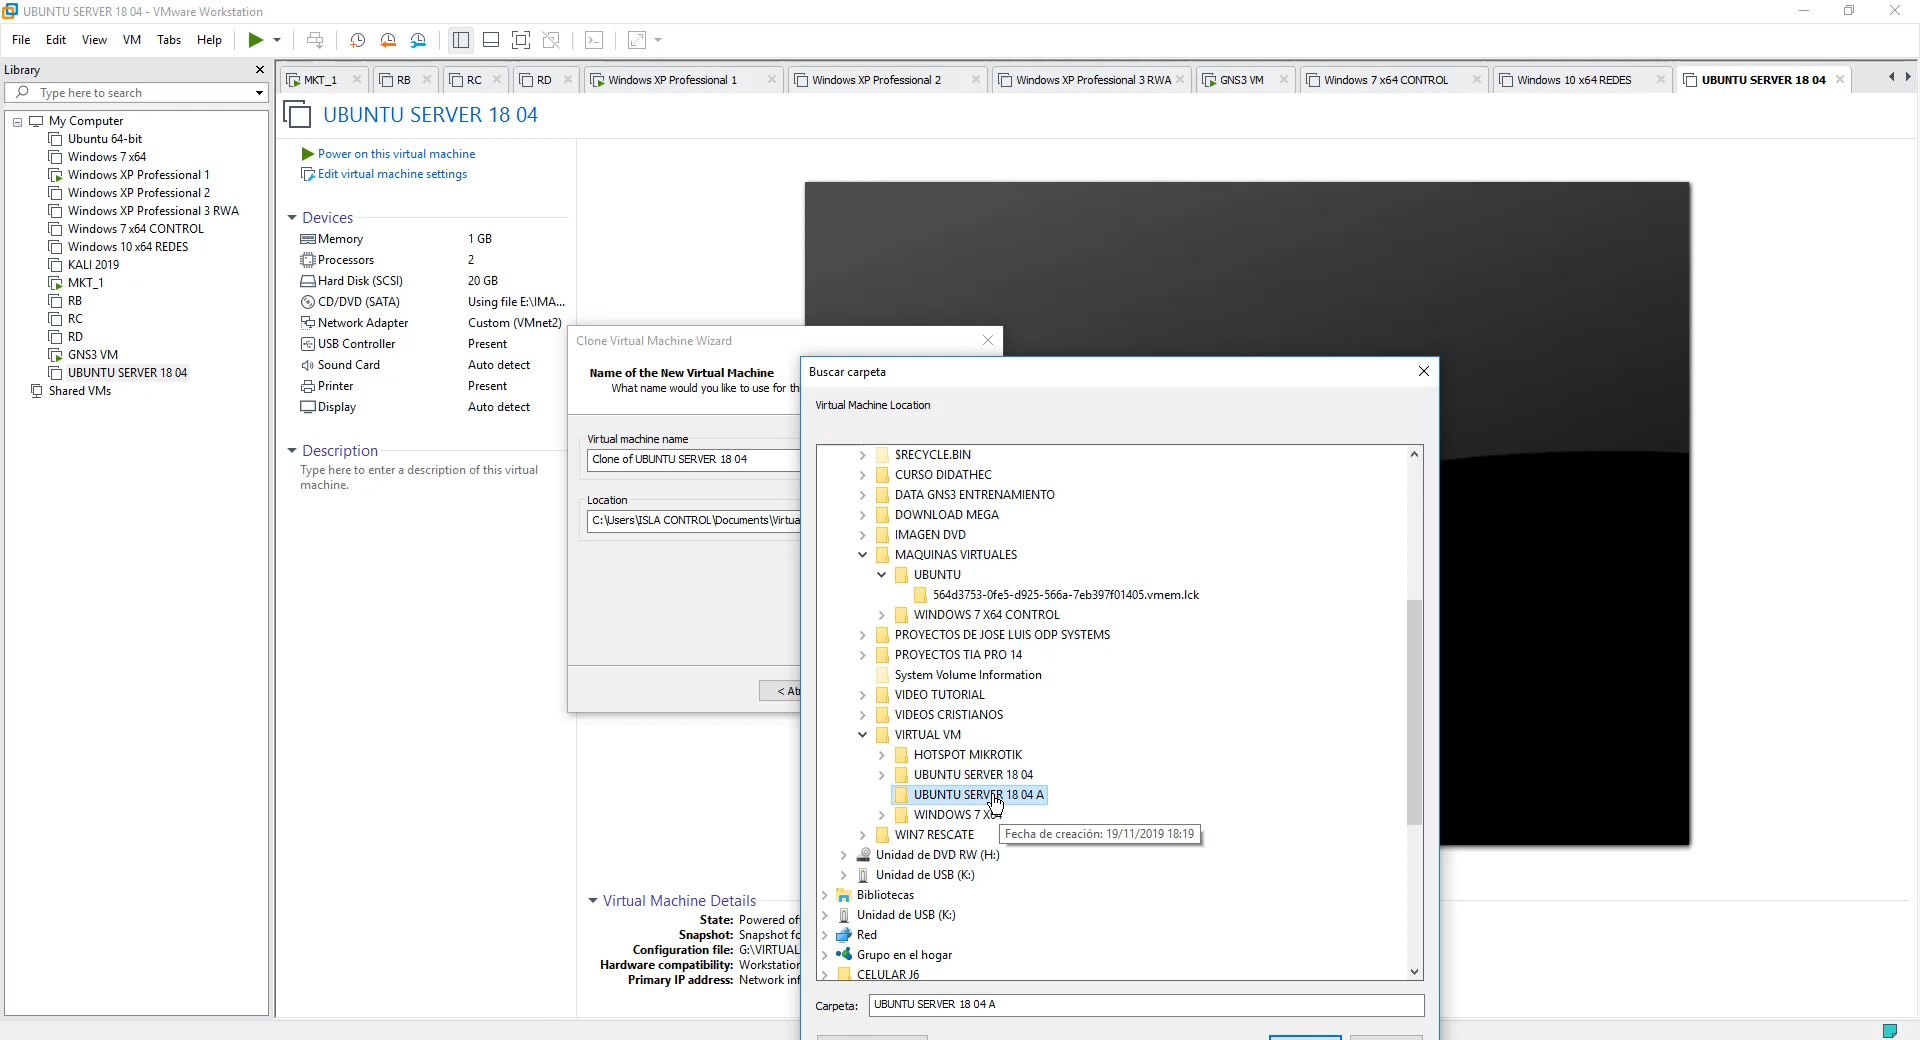 UBUNTU SERVER 18 04 - VMware Workstation
File Edit View VM Tabs Help
Library
Type here to search
My Computer
Ubuntu 64-bit
Windows 7 x64
Windows XP Professional 1
Windows XP Professional 2
Windows XP Professional 3 RWA
Windows 7 x64 CONTROL
Windows 10 x64 REDES
KALI 2019
MKT_1
RB
RC
RD
GNS3 VM
UBUNTU SERVER 18 04
Shared VMs
MKT_1 RB RC RD Windows XP Professional 1 Windows XP Professional 2 Windows XP Professional 3 RWA GNS3 VM Windows 7 x64 CONTROL Windows 10 x64 REDES UBUNTU SERVER 18 04
UBUNTU SERVER 18 04
Power on this virtual machine
Edit virtual machine settings
Devices
Memory 1 GB
Processors 2
Hard Disk (SCSI) 20 GB
CD/DVD (SATA) Using file E:\IMA...
Network Adapter Custom (VMnet2)
USB Controller Present
Sound Card Auto detect
Printer Present
Display Auto detect
Description
Type here to enter a description of this virtual
machine.
Clone Virtual Machine Wizard
Name of the New Virtual Machine
What name would you like to use for th
Virtual machine name
Clone of UBUNTU SERVER 18 04
Location
C:\Users\ISLA CONTROL\Documents\Virtua
< At
Buscar carpeta
Virtual Machine Location
$RECYCLE.BIN
CURSO DIDATHEC
DATA GNS3 ENTRENAMIENTO
DOWNLOAD MEGA
IMAGEN DVD
MAQUINAS VIRTUALES
UBUNTU
564d3753-0fe5-d925-566a-7eb397f01405.vmem.lck
WINDOWS 7 X64 CONTROL
PROYECTOS DE JOSE LUIS ODP SYSTEMS
PROYECTOS TIA PRO 14
System Volume Information
VIDEO TUTORIAL
VIDEOS CRISTIANOS
VIRTUAL VM
HOTSPOT MIKROTIK
UBUNTU SERVER 18 04
UBUNTU SERVER 18 04 A
WINDOWS 7 X64
Fecha de creación: 19/11/2019 18:19
WIN7 RESCATE
Unidad de DVD RW (H:)
Unidad de USB (K:)
Bibliotecas
Unidad de USB (K:)
Red
Grupo en el hogar
CELULAR J6
Carpeta: UBUNTU SERVER 18 04 A
Virtual Machine Details
State: Powered of
Snapshot: Snapshot fo
Configuration file: G:\VIRTUAL
Hardware compatibility: Workstation
Primary IP address: Network inf